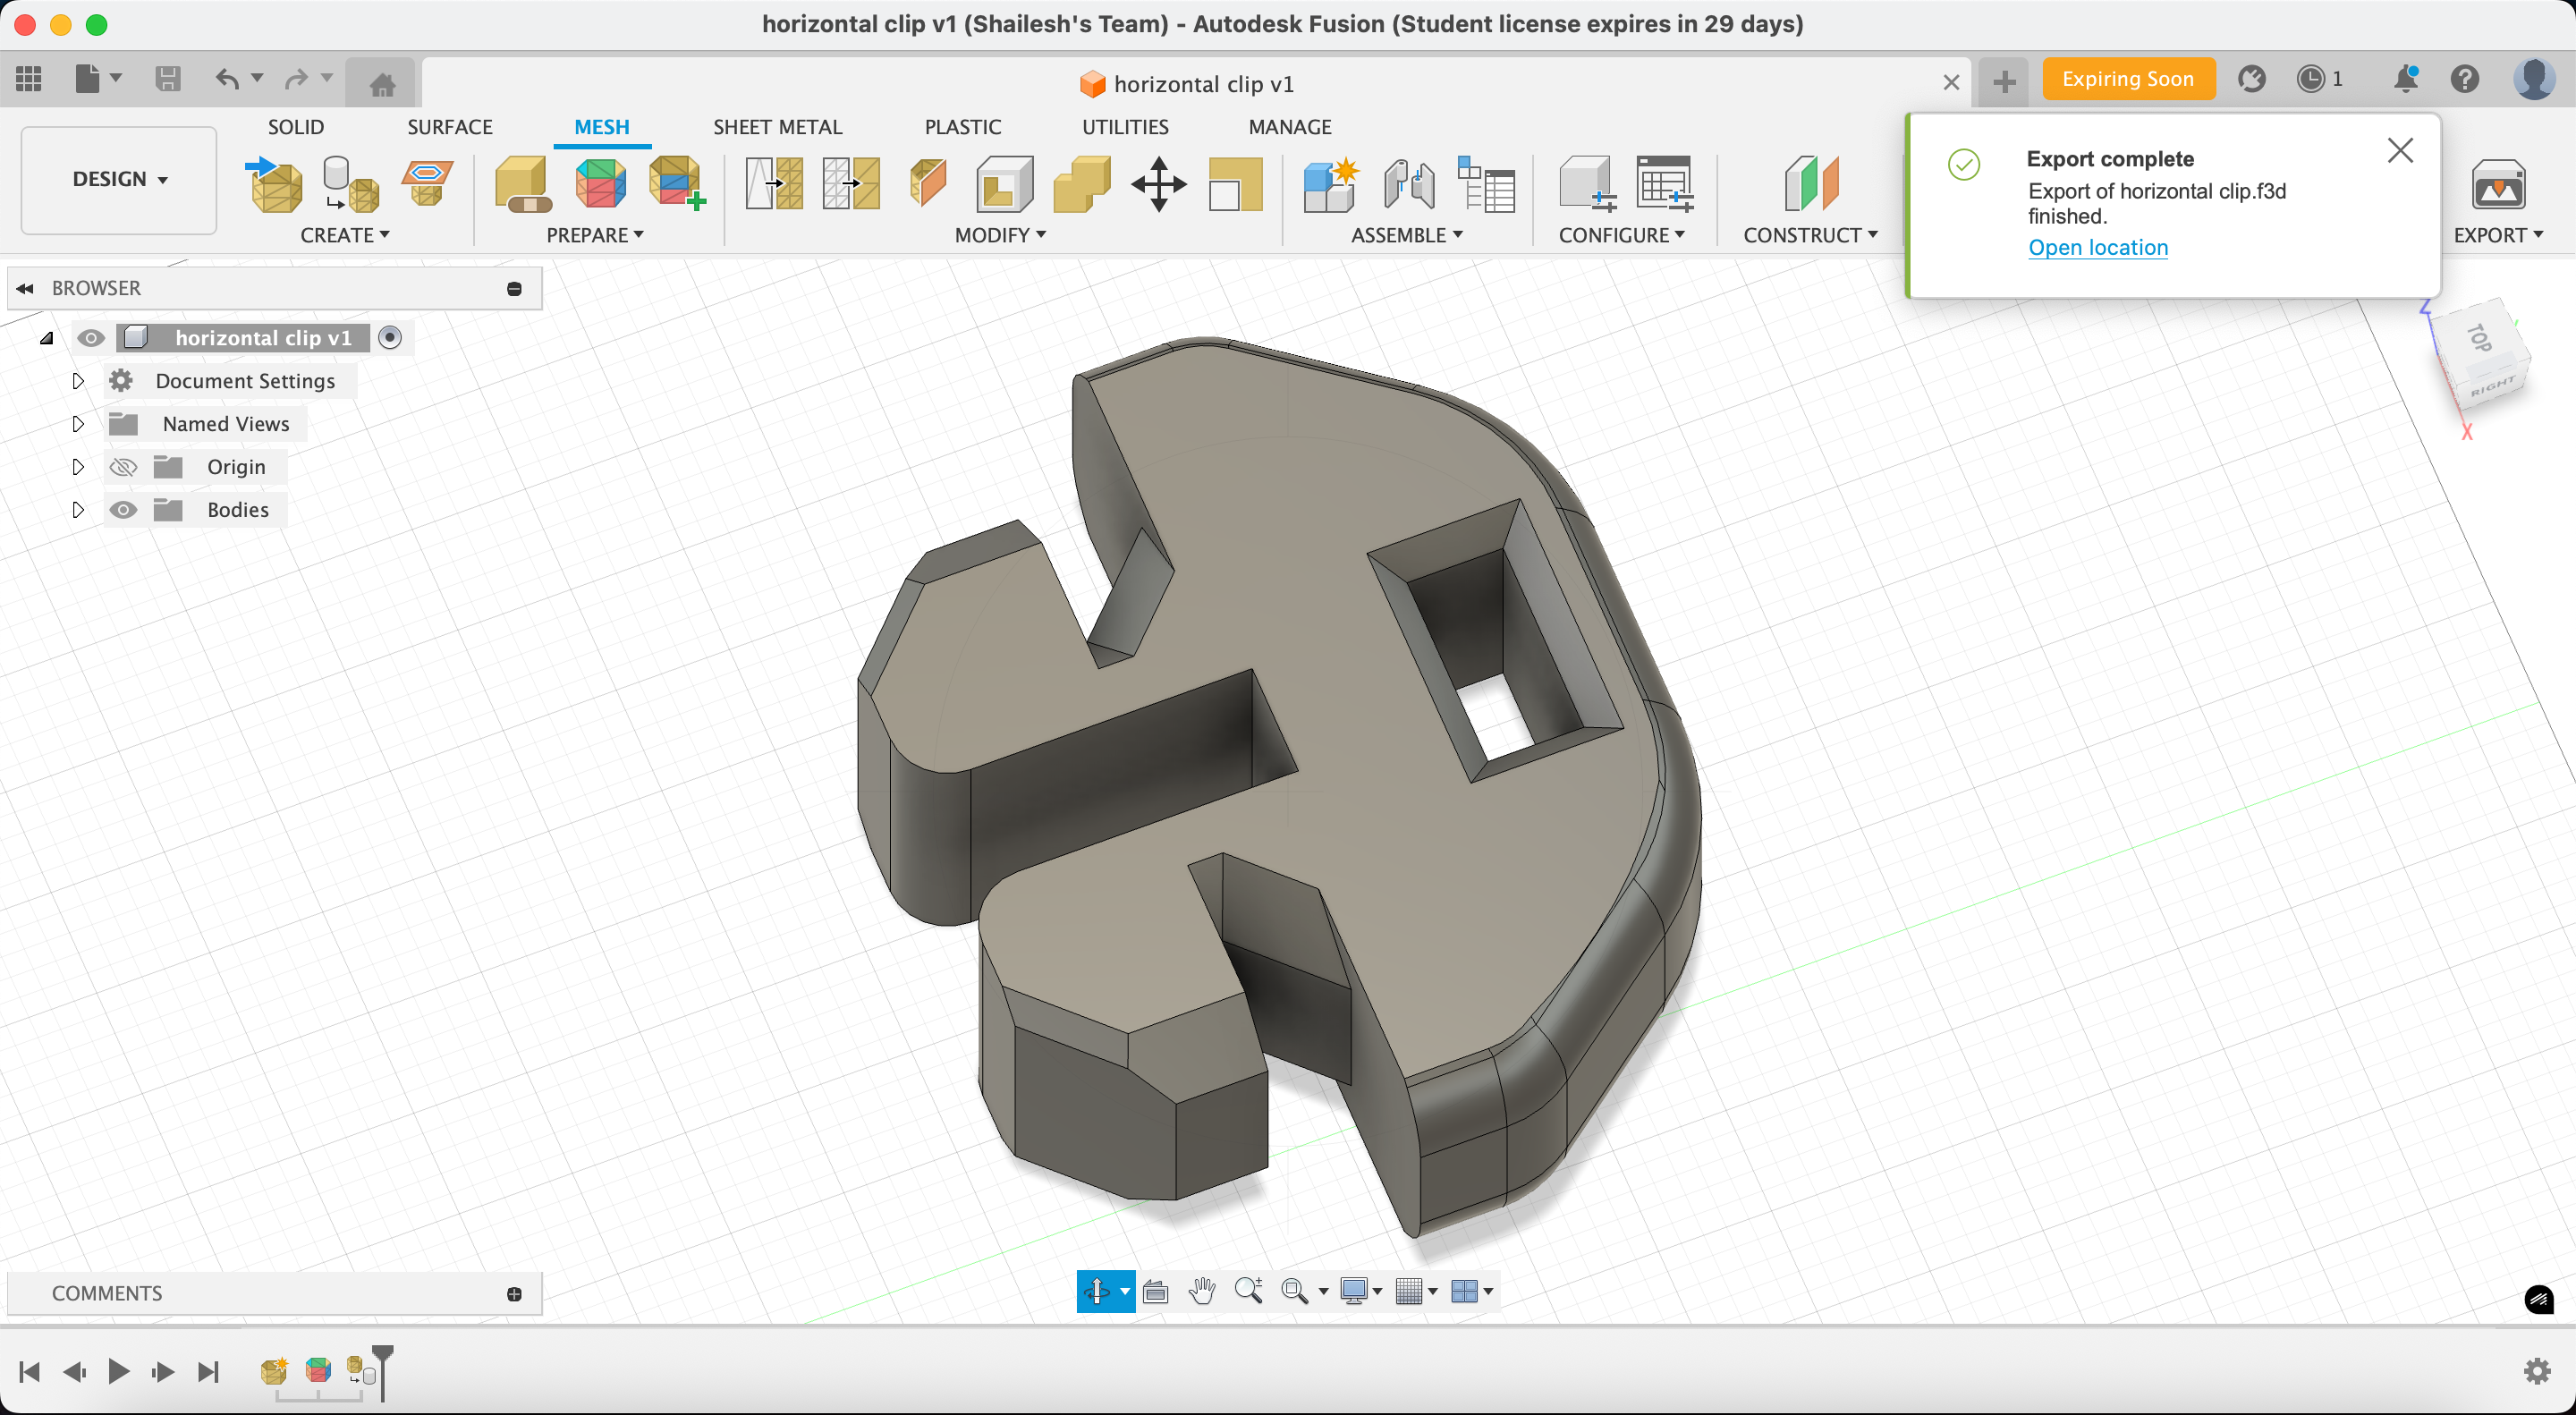 horizontal clip v1 (Shailesh's Team) - Autodesk Fusion (Student license expires in 29 days)
horizontal clip v1
Expiring Soon
1
SOLID
SURFACE
MESH
SHEET METAL
PLASTIC
UTILITIES
MANAGE
DESIGN
CREATE
PREPARE
MODIFY
ASSEMBLE
CONFIGURE
CONSTRUCT
EXPORT
Export complete
Export of horizontal clip.f3d
finished.
Open location
BROWSER
horizontal clip v1
Document Settings
Named Views
Origin
Bodies
Z
TOP
RIGHT
X
COMMENTS